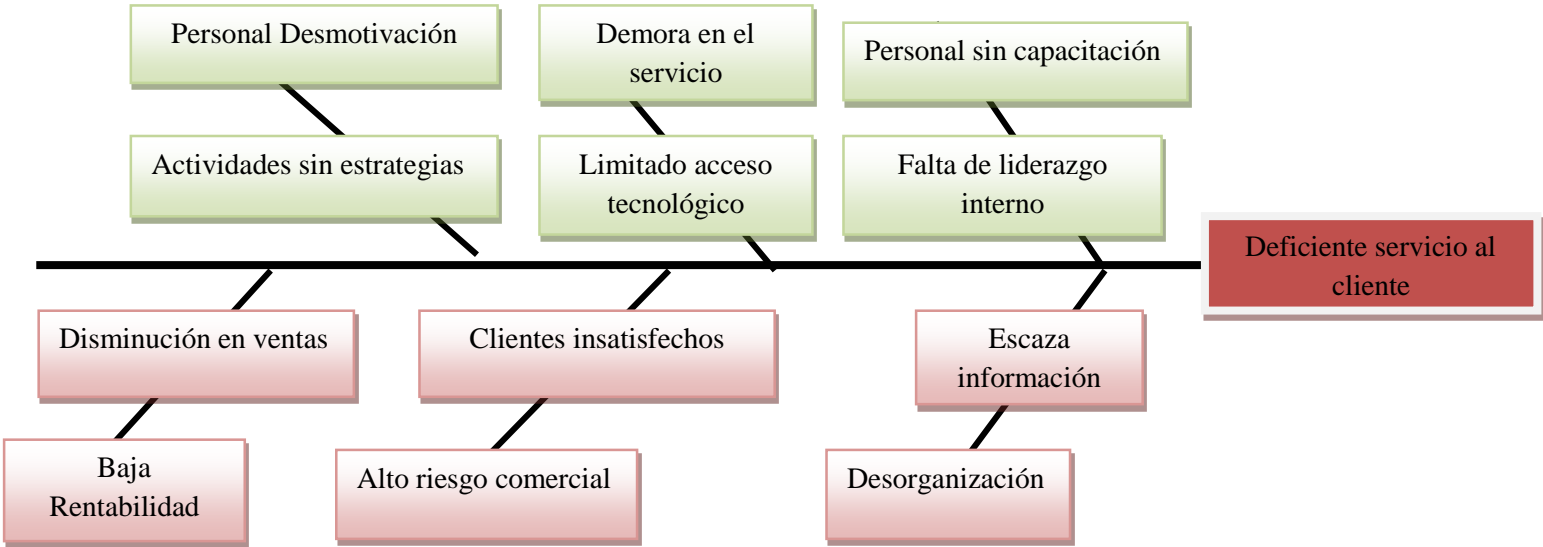 Personal Desmotivación
Demora en el
servicio
Personal sin capacitación
Actividades sin estrategias
Limitado acceso
tecnológico
Falta de liderazgo
interno
Deficiente servicio al
cliente
Disminución en ventas
Clientes insatisfechos
Escaza
información
Baja
Rentabilidad
Alto riesgo comercial
Desorganización